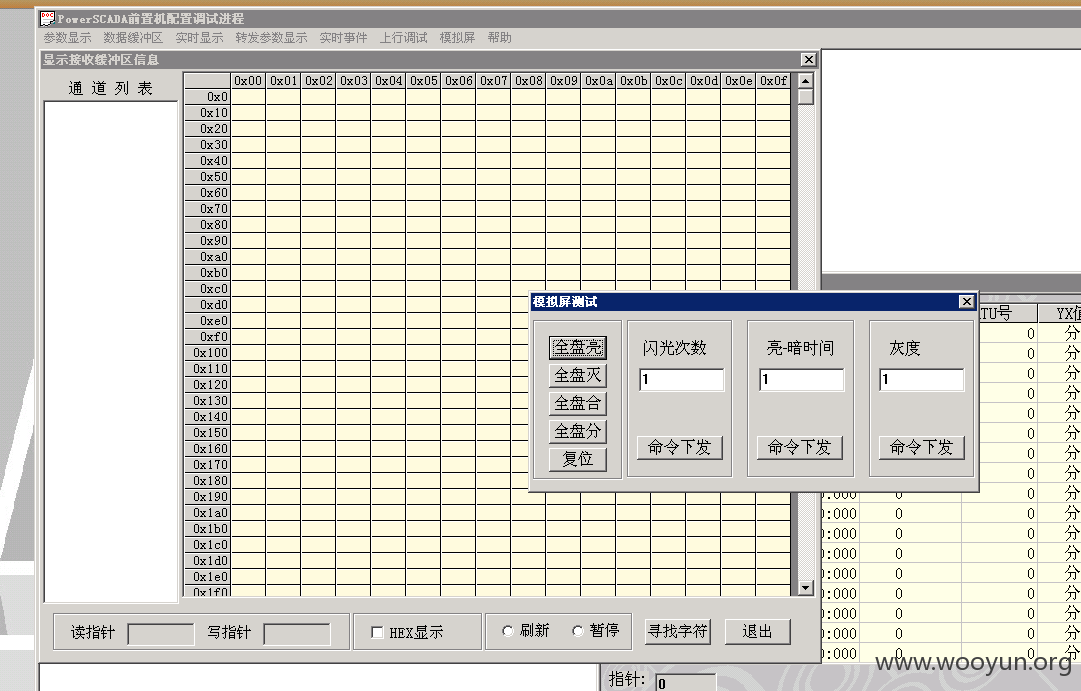 PowerSCADA前置机配置调试进程
参数显示 数据缓冲区 实时显示 转发参数显示 实时事件 上行调试 模拟屏 帮助
显示接收缓冲区信息
通道列表
0x00 0x01 0x02 0x03 0x04 0x05 0x06 0x07 0x08 0x09 0x0a 0x0b 0x0c 0x0d 0x0e 0x0f
0x0
0x10
0x20
0x30
0x40
0x50
0x60
0x70
0x80
0x90
0xa0
0xb0
0xc0
0xd0
0xe0
0xf0
0x100
0x110
0x120
0x130
0x140
0x150
0x160
0x170
0x180
0x190
0x1a0
0x1b0
0x1c0
0x1d0
0x1e0
0x1f0
模拟屏测试
全盘亮
全盘灭
全盘合
全盘分
复位
闪光次数
1
命令下发
亮-暗时间
1
命令下发
灰度
1
命令下发
TU号 YX值
0 分
0 分
0 分
0 分
0 分
0 分
0 分
0 分
0:000 0 0 分
0:000 0 0 分
0:000 0 0 分
0:000 0 0 分
0:000 0 0 分
0:000 0 0 分
0:000 0 0 分
0:000 0 0 分
0:000 0 0 分
读指针 写指针 HEX显示 刷新 暂停 寻找字符 退出
指针: 0
www.wooyun.org